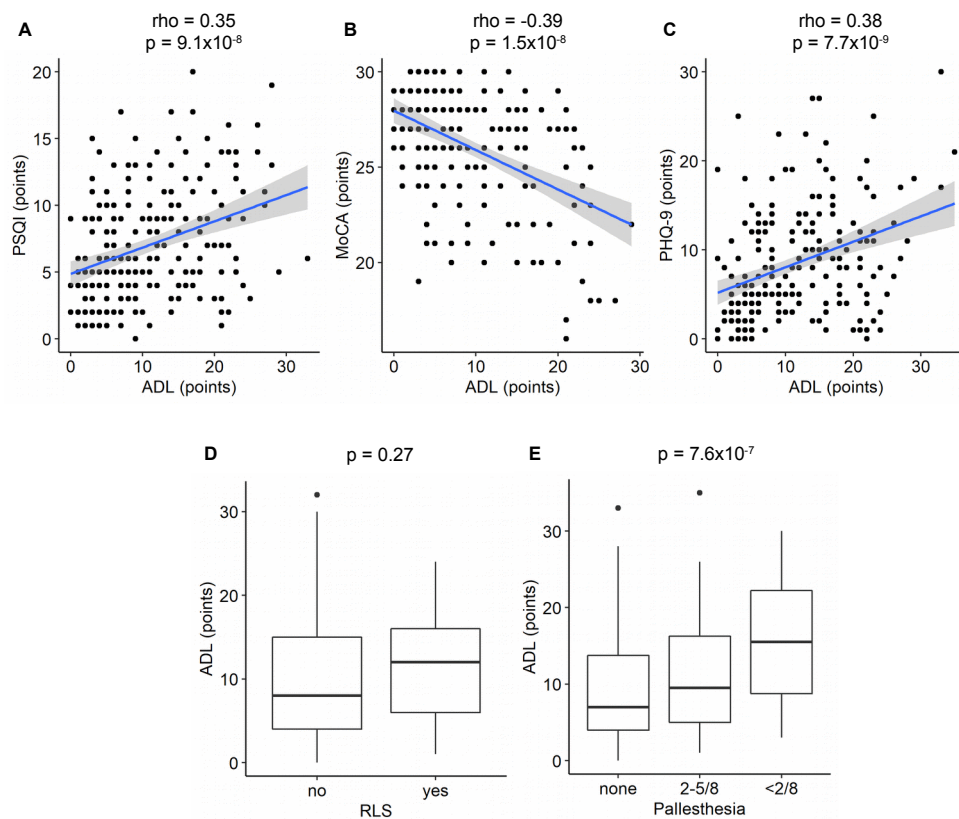 A
rho = 0.35
p = 9.1x10⁻⁸
PSQI (points)
20
15
10
5
0
0 10 20 30
ADL (points)
B
rho = -0.39
p = 1.5x10⁻⁸
MoCA (points)
30
25
20
0 10 20 30
ADL (points)
C
rho = 0.38
p = 7.7x10⁻⁹
PHQ-9 (points)
30
20
10
0
0 10 20 30
ADL (points)
D
p = 0.27
ADL (points)
30
20
10
0
no yes
RLS
E
p = 7.6x10⁻⁷
ADL (points)
30
20
10
0
none 2-5/8 <2/8
Pallesthesia